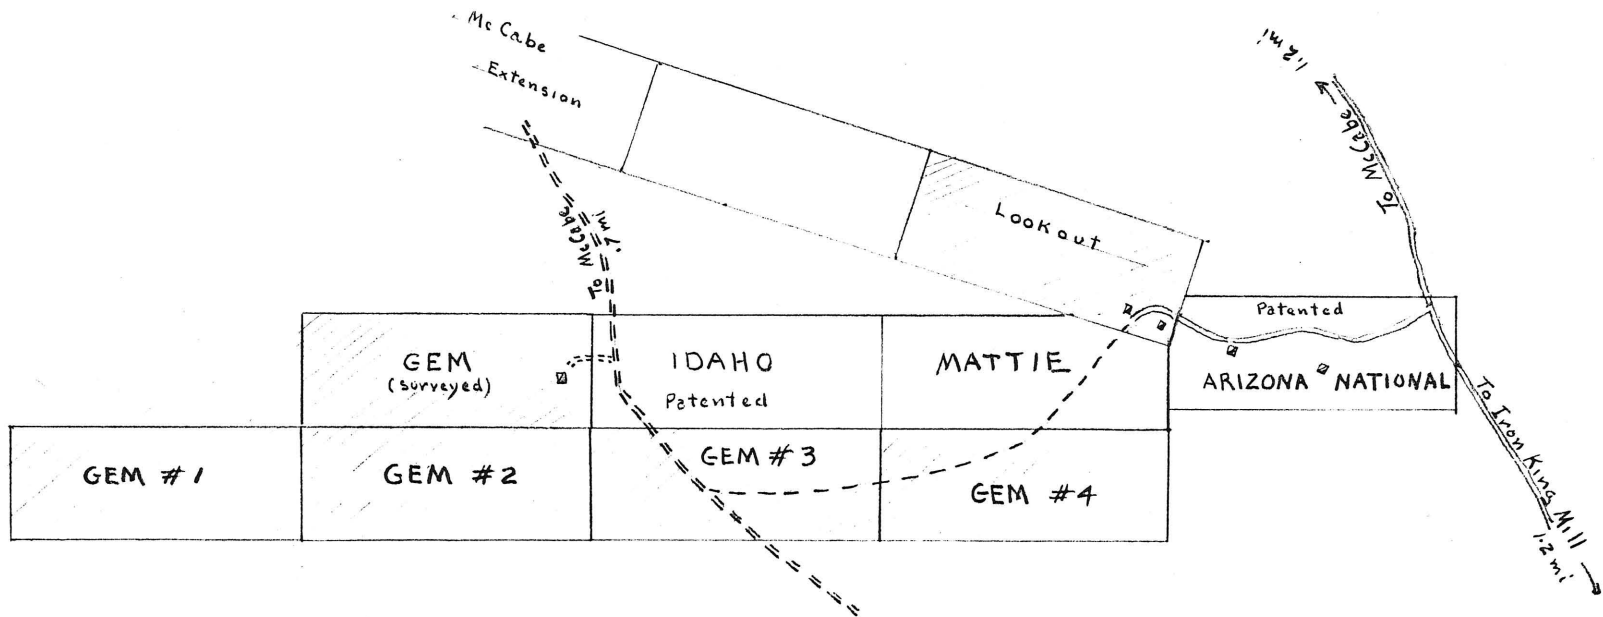 McCabe
Extension
1.2 mi
To McCabe
Lookout
To McCabe
.7 mi
Patented
GEM
(surveyed)
IDAHO
Patented
MATTIE
ARIZONA NATIONAL
GEM #1
GEM #2
GEM #3
GEM #4
To Iron King Mill
1.2 mi